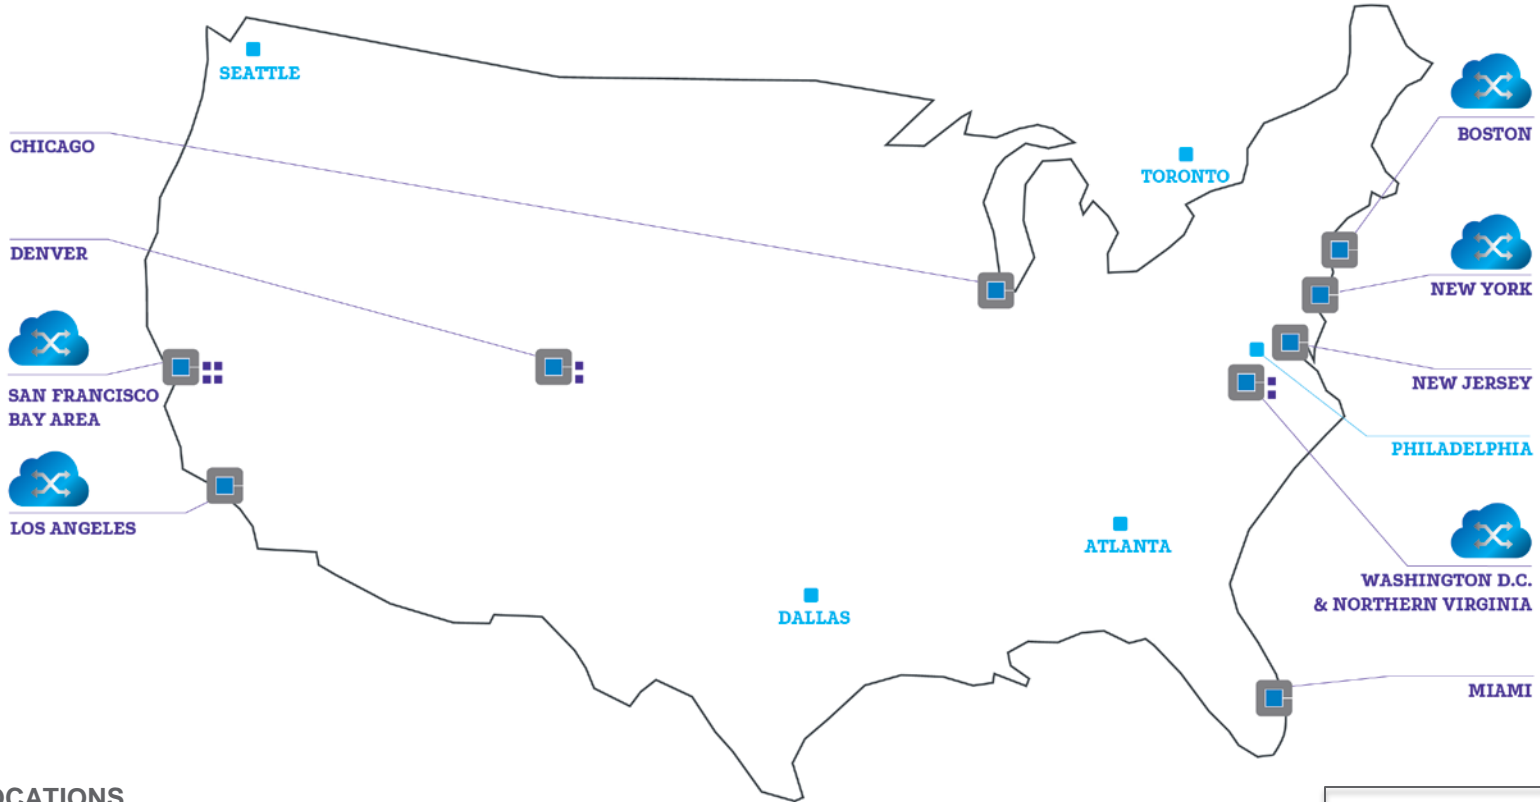 SEATTLE
CHICAGO
DENVER
SAN FRANCISCO
BAY AREA
LOS ANGELES
TORONTO
ATLANTA
DALLAS
BOSTON
NEW YORK
NEW JERSEY
PHILADELPHIA
WASHINGTON D.C.
& NORTHERN VIRGINIA
MIAMI